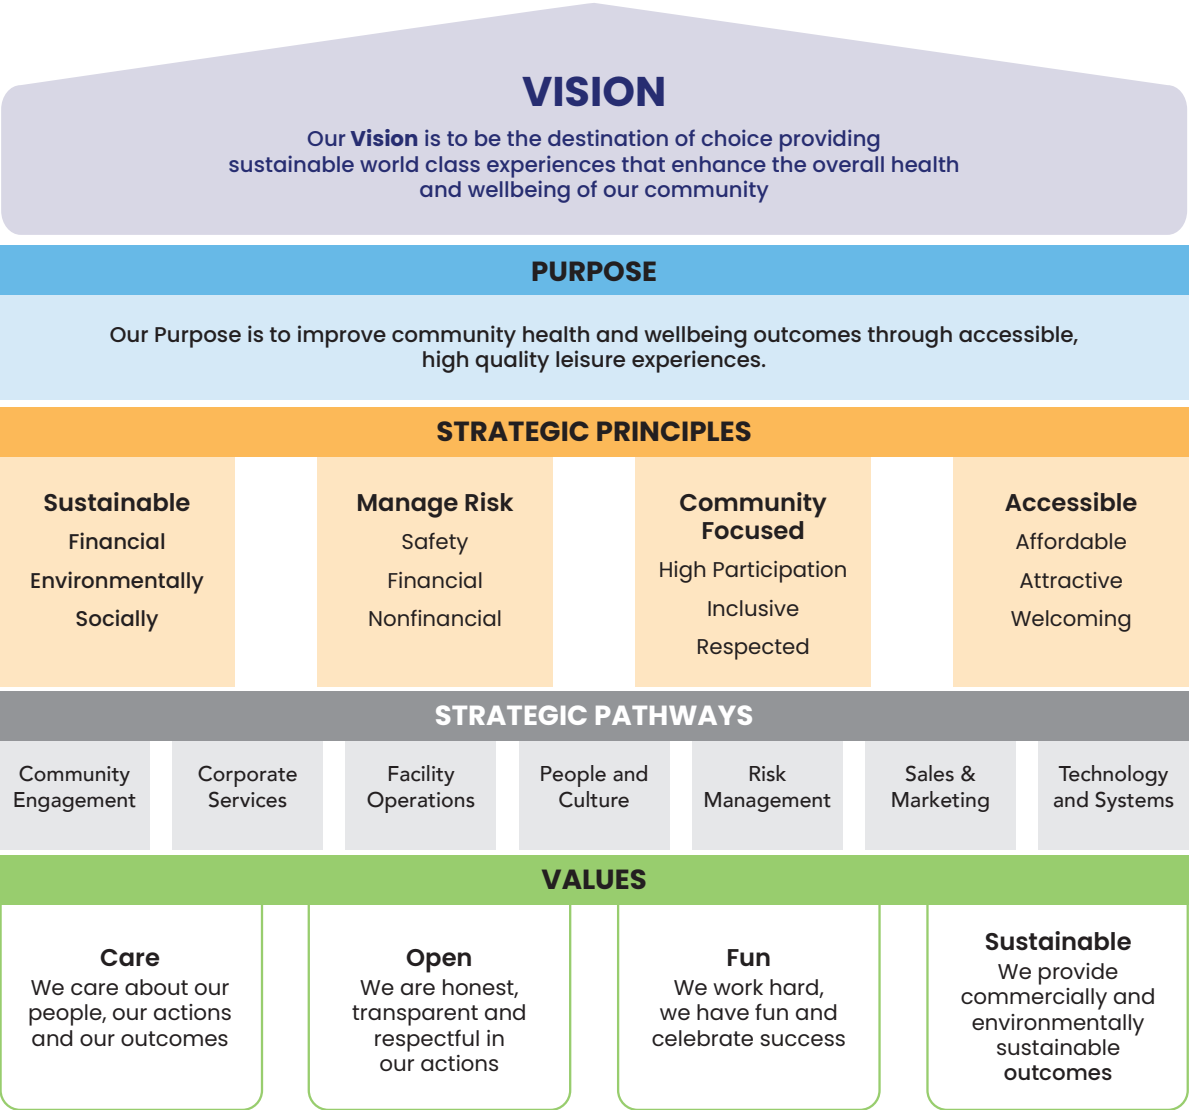 VISION
Our Vision is to be the destination of choice providing
sustainable world class experiences that enhance the overall health
and wellbeing of our community
PURPOSE
Our Purpose is to improve community health and wellbeing outcomes through accessible,
high quality leisure experiences.
STRATEGIC PRINCIPLES
Sustainable
Financial
Environmentally
Socially
Manage Risk
Safety
Financial
Nonfinancial
Community
Focused
High Participation
Inclusive
Respected
Accessible
Affordable
Attractive
Welcoming
STRATEGIC PATHWAYS
Community
Engagement
Corporate
Services
Facility
Operations
People and
Culture
Risk
Management
Sales &
Marketing
Technology
and Systems
VALUES
Care
We care about our
people, our actions
and our outcomes
Open
We are honest,
transparent and
respectful in
our actions
Fun
We work hard,
we have fun and
celebrate success
Sustainable
We provide
commercially and
environmentally
sustainable
outcomes